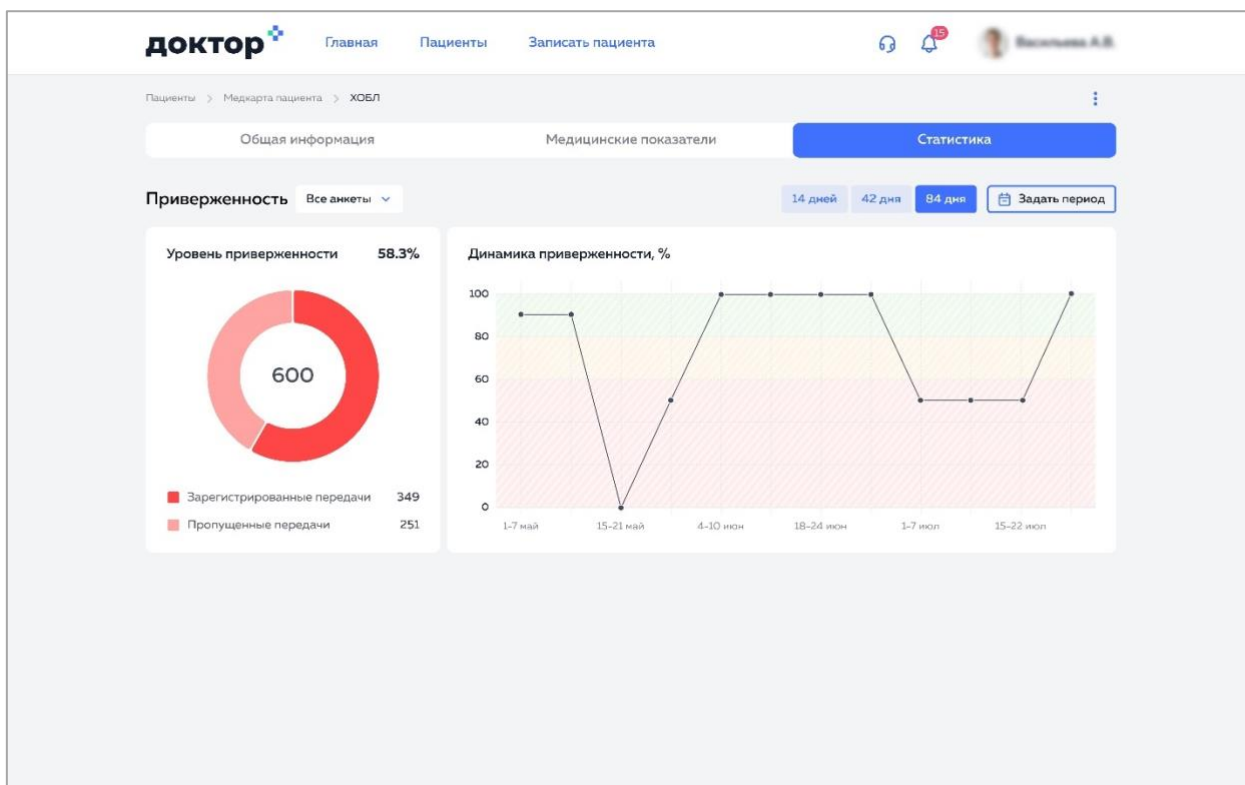 доктор Главная Пациенты Записать пациента 15
Пациенты > Медкарта пациента > ХОБЛ
Общая информация Медицинские показатели Статистика
Приверженность Все анкеты 14 дней 42 дня 84 дня Задать период
Уровень приверженности 58.3%
600
Зарегистрированные передачи 349
Пропущенные передачи 251
Динамика приверженности, %
100
80
60
40
20
0
1-7 май 15-21 май 4-10 июн 18-24 июн 1-7 июл 15-22 июл